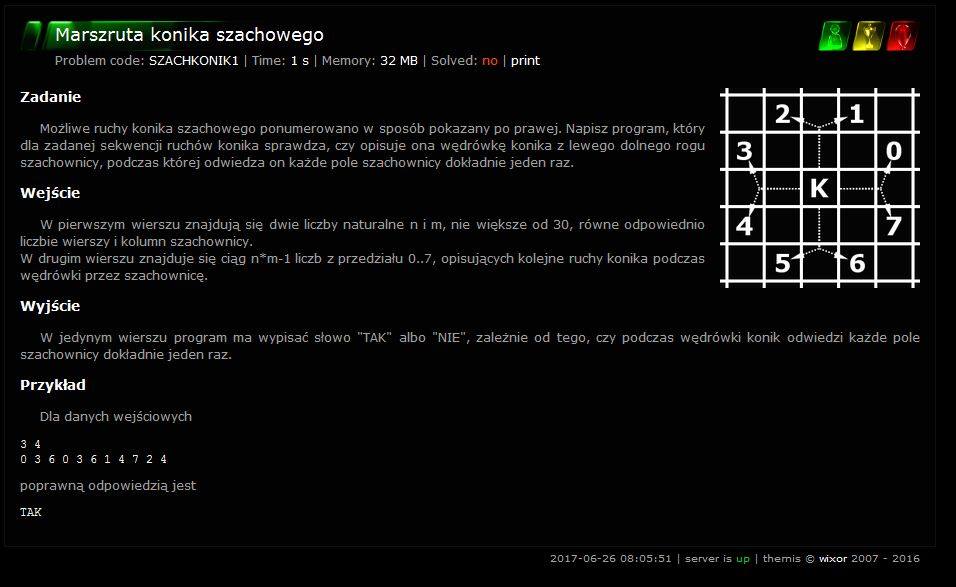 Marszruta konika szachowego
Problem code: SZACHKONIK1 | Time: 1 s | Memory: 32 MB | Solved: no | print
Zadanie
Możliwe ruchy konika szachowego ponumerowano w sposób pokazany po prawej. Napisz program, który
dla zadanej sekwencji ruchów konika sprawdza, czy opisuje ona wędrówkę konika z lewego dolnego rogu
szachownicy, podczas której odwiedza on każde pole szachownicy dokładnie jeden raz.
2 1
3 0
K
4 7
5 6
Wejście
W pierwszym wierszu znajdują się dwie liczby naturalne n i m, nie większe od 30, równe odpowiednio
liczbie wierszy i kolumn szachownicy.
W drugim wierszu znajduje się ciąg n*m-1 liczb z przedziału 0..7, opisujących kolejne ruchy konika podczas
wędrówki przez szachownicę.
Wyjście
W jedynym wierszu program ma wypisać słowo "TAK" albo "NIE", zależnie od tego, czy podczas wędrówki konik odwiedzi każde pole
szachownicy dokładnie jeden raz.
Przykład
Dla danych wejściowych
3 4
0 3 6 0 3 6 1 4 7 2 4
poprawną odpowiedzią jest
TAK
2017-06-26 08:05:51 | server is up | themis © wixor 2007 - 2016